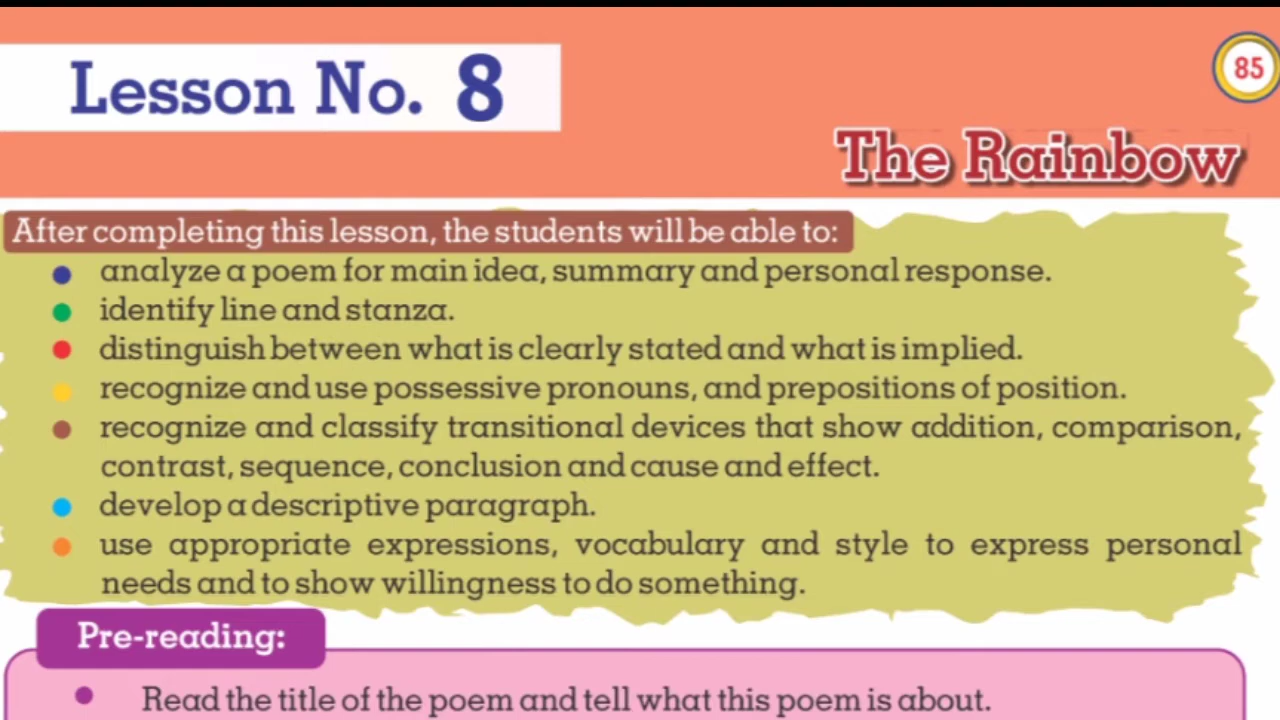 Lesson No. 8
85
The Rainbow
After completing this lesson, the students will be able to:
analyze a poem for main idea, summary and personal response.
identify line and stanza.
distinguish between what is clearly stated and what is implied.
recognize and use possessive pronouns, and prepositions of position.
recognize and classify transitional devices that show addition, comparison,
contrast, sequence, conclusion and cause and effect.
develop a descriptive paragraph.
use appropriate expressions, vocabulary and style to express personal
needs and to show willingness to do something.
Pre-reading:
Read the title of the poem and tell what this poem is about.